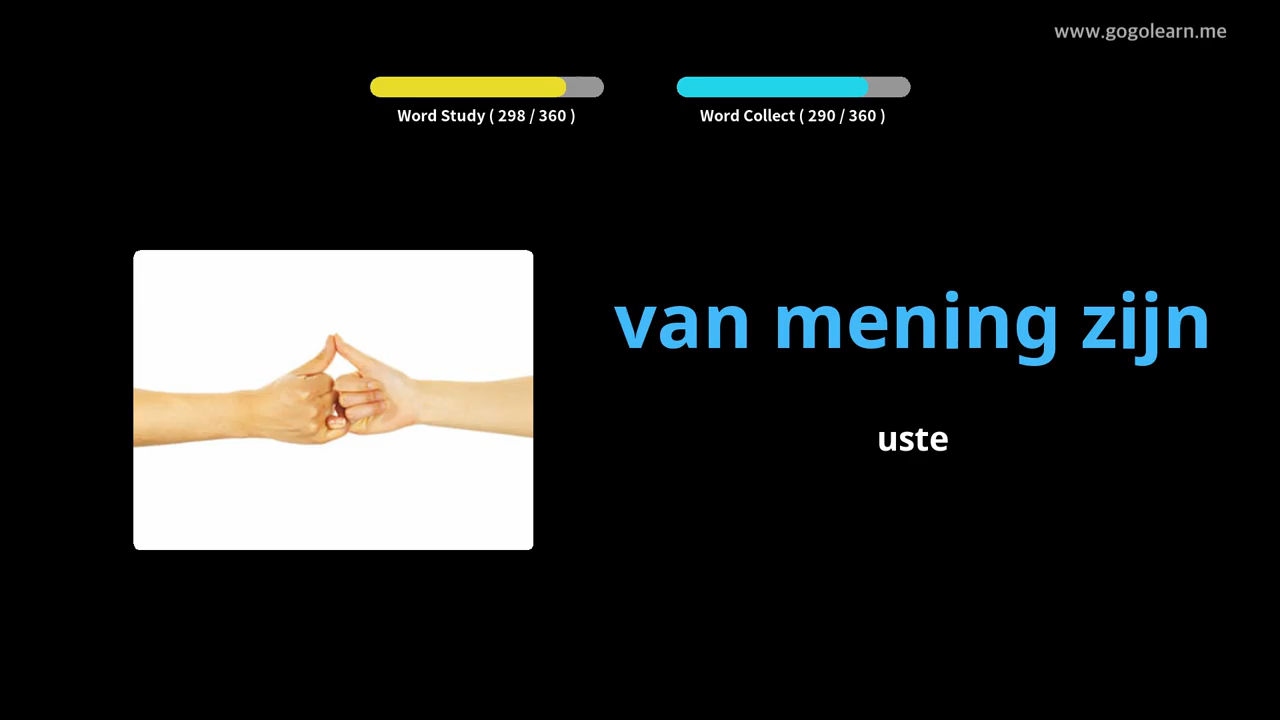 www.gogolearn.me
Word Study ( 298 / 360 )
Word Collect ( 290 / 360 )
van mening zijn
uste